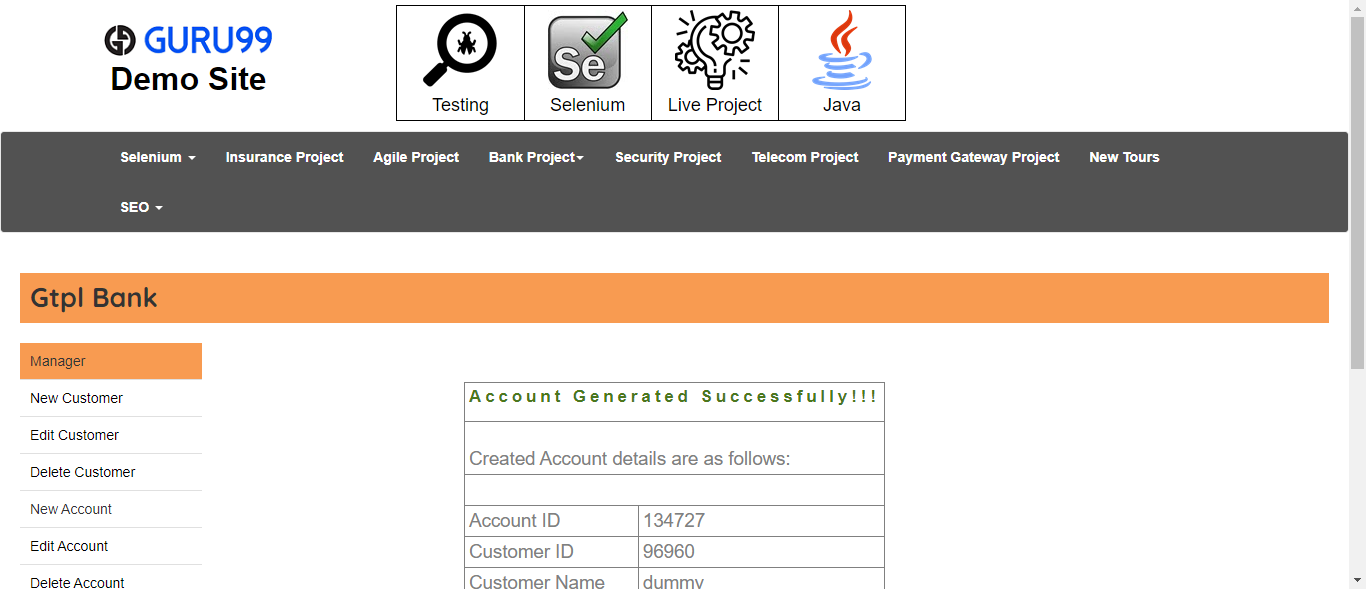 GURU99
Demo Site
Testing
Selenium
Live Project
Java
Selenium
Insurance Project
Agile Project
Bank Project
Security Project
Telecom Project
Payment Gateway Project
New Tours
SEO
Gtpl Bank
Manager
New Customer
Edit Customer
Delete Customer
New Account
Edit Account
Delete Account
Account Generated Successfully!!!
Created Account details are as follows:
Account ID 134727
Customer ID 96960
Customer Name dummy